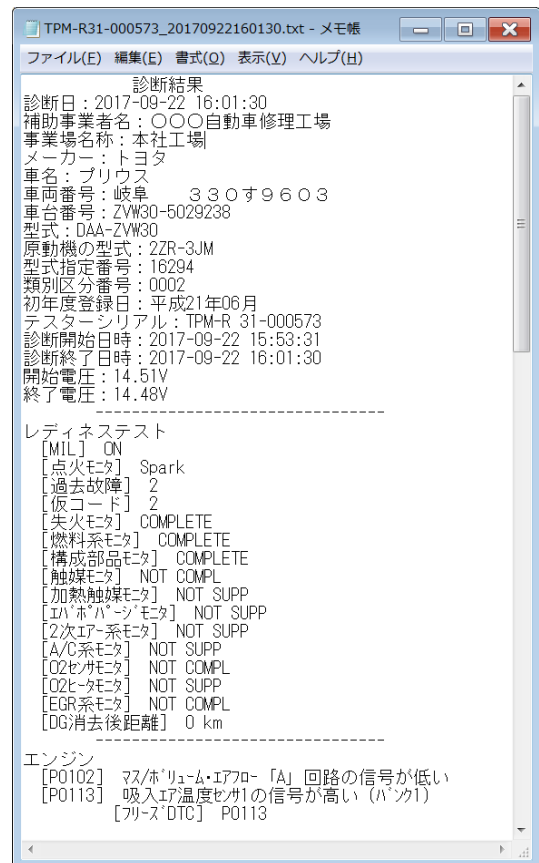 TPM-R31-000573_20170922160130.txt - メモ帳
ファイル(F) 編集(E) 書式(O) 表示(V) ヘルプ(H)
診断結果
診断日：2017-09-22 16:01:30
補助事業者名：〇〇〇自動車修理工場
事業場名称：本社工場
メーカー：トヨタ
車名：プリウス
車両番号：岐阜　　３３０す９６０３
車台番号：ZVW30-5029238
型式：DAA-ZVW30
原動機の型式：2ZR-3JM
型式指定番号：16294
類別区分番号：0002
初年度登録日：平成21年06月
テスターシリアル：TPM-R 31-000573
診断開始日時：2017-09-22 15:53:31
診断終了日時：2017-09-22 16:01:30
開始電圧：14.51V
終了電圧：14.48V
--------------------------------
レディネステスト
[MIL] ON
[点火ﾓﾆﾀ] Spark
[過去故障] 2
[仮コード] 2
[失火ﾓﾆﾀ] COMPLETE
[燃料系ﾓﾆﾀ] COMPLETE
[構成部品ﾓﾆﾀ] COMPLETE
[触媒ﾓﾆﾀ] NOT COMPL
[加熱触媒ﾓﾆﾀ] NOT SUPP
[ｴﾊﾞﾎﾟﾊﾟｰｼﾞﾓﾆﾀ] NOT SUPP
[2次ｴｱｰ系ﾓﾆﾀ] NOT SUPP
[A/C系ﾓﾆﾀ] NOT SUPP
[O2ｾﾝｻﾓﾆﾀ] NOT COMPL
[O2ﾋｰﾀﾓﾆﾀ] NOT SUPP
[EGR系ﾓﾆﾀ] NOT COMPL
[DG消去後距離] 0 km
--------------------------------
エンジン
[P0102] ﾏｽ/ﾎﾞﾘｭｰﾑ・ｴｱﾌﾛｰ「A」回路の信号が低い
[P0113] 吸入ｴｱ温度ｾﾝｻ1の信号が高い（ﾊﾞﾝｸ1）
[ﾌﾘｰｽﾞDTC] P0113